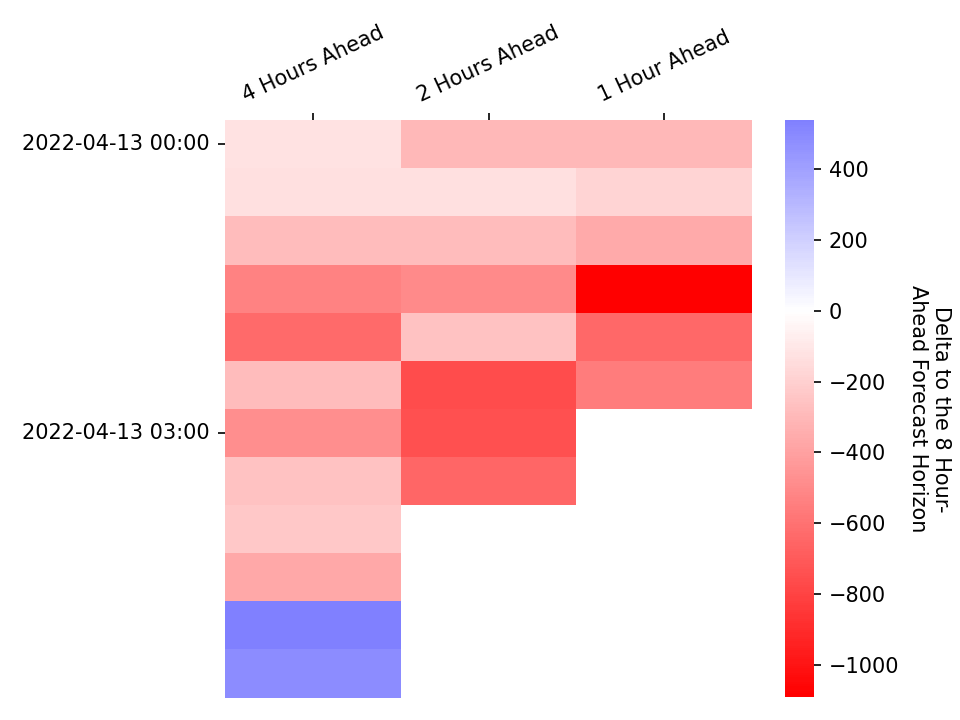 4 Hours Ahead
2 Hours Ahead
1 Hour Ahead
2022-04-13 00:00
2022-04-13 03:00
400
200
0
−200
−400
−600
−800
−1000
Delta to the 8 Hour-
Ahead Forecast Horizon